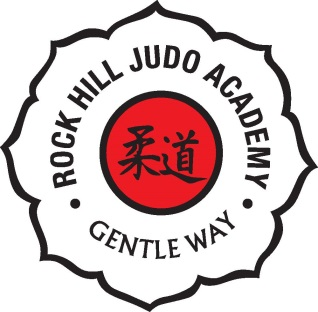 ROCK HILL JUDO ACADEMY
柔道
• GENTLE WAY •